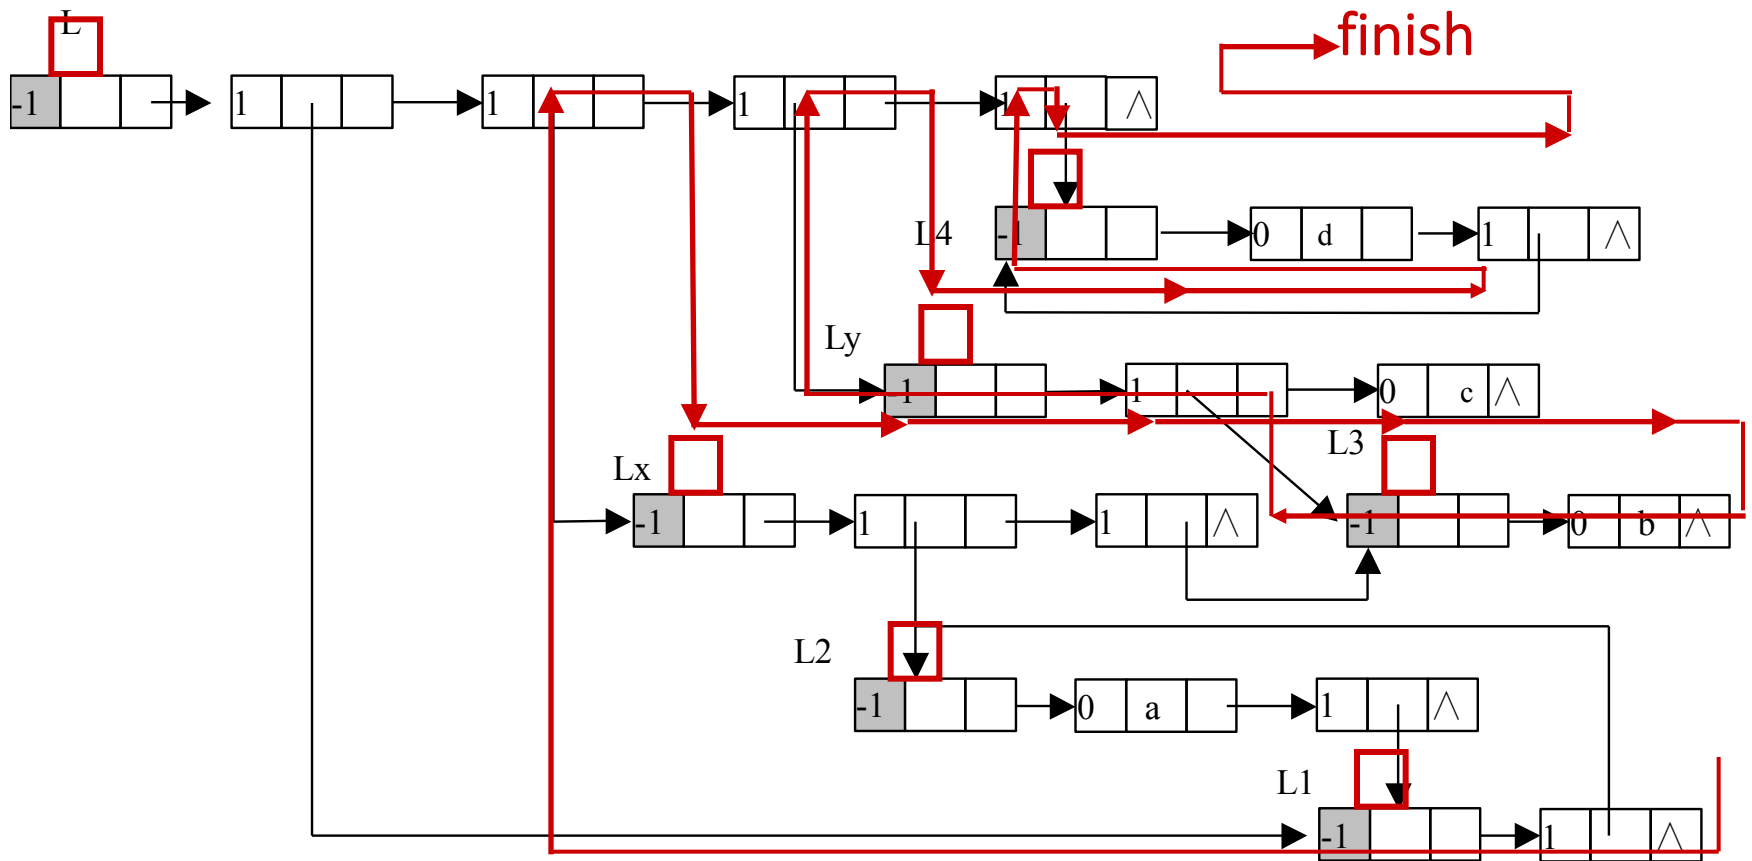 L
finish
-1 1 1 1 1 ∧
L4 -1 0 d 1 ∧
Ly -1 1 0 c ∧
L3
Lx -1 1 1 ∧ -1 0 b ∧
L2
-1 0 a 1 ∧
L1
-1 1 ∧